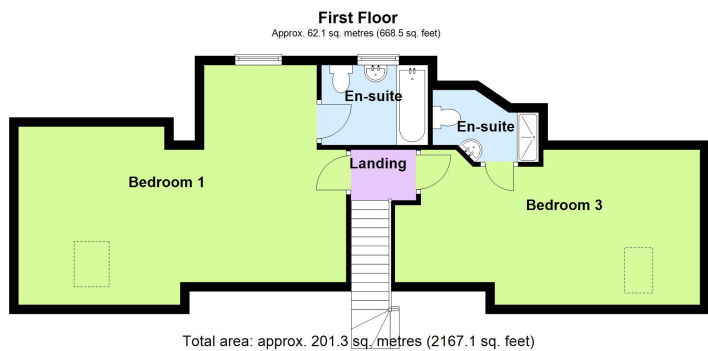 First Floor
Approx. 62.1 sq. metres (668.5 sq. feet)
En-suite
En-suite
Landing
Bedroom 1
Bedroom 3
Total area: approx. 201.3 sq. metres (2167.1 sq. feet)